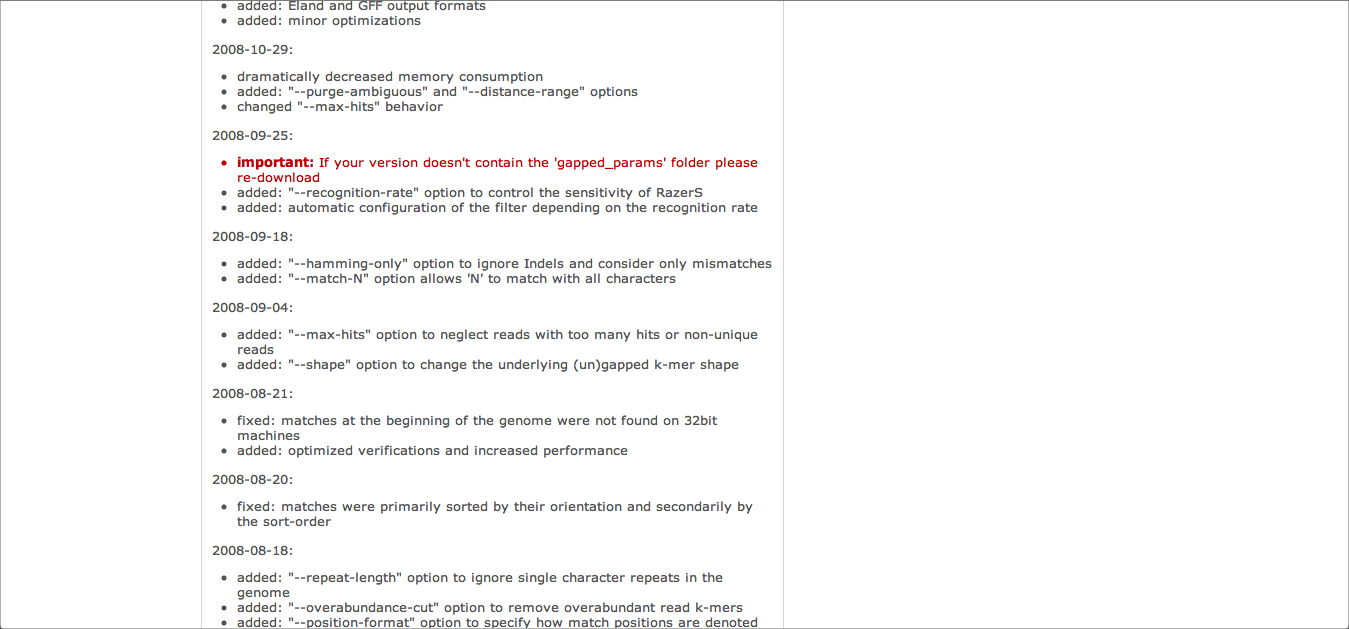 added: Eland and GFF output formats
added: minor optimizations
2008-10-29:
dramatically decreased memory consumption
added: "--purge-ambiguous" and "--distance-range" options
changed "--max-hits" behavior
2008-09-25:
important: If your version doesn't contain the 'gapped_params' folder please
re-download
added: "--recognition-rate" option to control the sensitivity of RazerS
added: automatic configuration of the filter depending on the recognition rate
2008-09-18:
added: "--hamming-only" option to ignore Indels and consider only mismatches
added: "--match-N" option allows 'N' to match with all characters
2008-09-04:
added: "--max-hits" option to neglect reads with too many hits or non-unique
reads
added: "--shape" option to change the underlying (un)gapped k-mer shape
2008-08-21:
fixed: matches at the beginning of the genome were not found on 32bit
machines
added: optimized verifications and increased performance
2008-08-20:
fixed: matches were primarily sorted by their orientation and secondarily by
the sort-order
2008-08-18:
added: "--repeat-length" option to ignore single character repeats in the
genome
added: "--overabundance-cut" option to remove overabundant read k-mers
added: "--position-format" option to specify how match positions are denoted